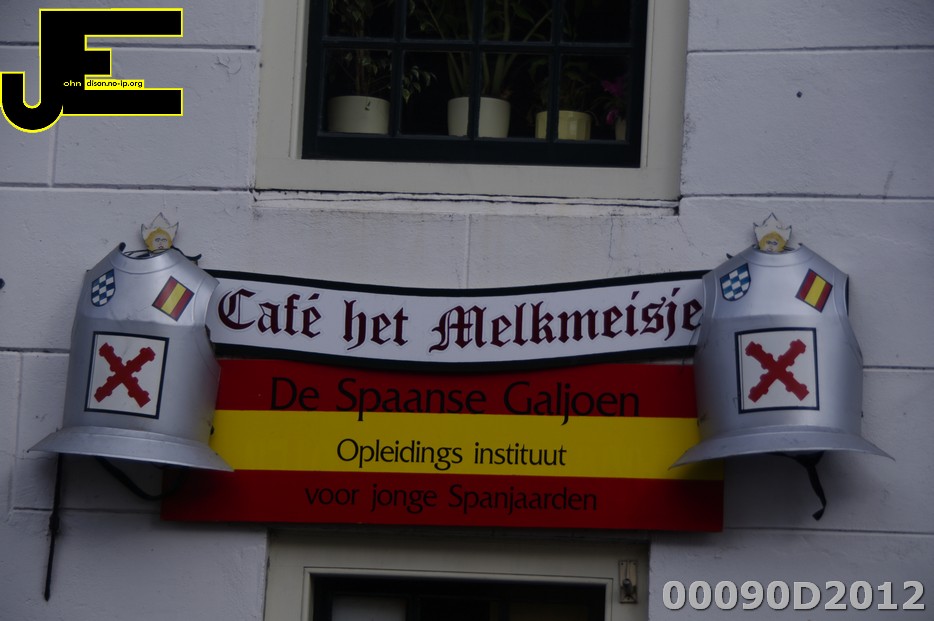 JE
ohn dison.no-ip.org
Café het Melkmeisje
De Spaanse Galjoen
Opleidings instituut
voor jonge Spanjaarden
00090D2012